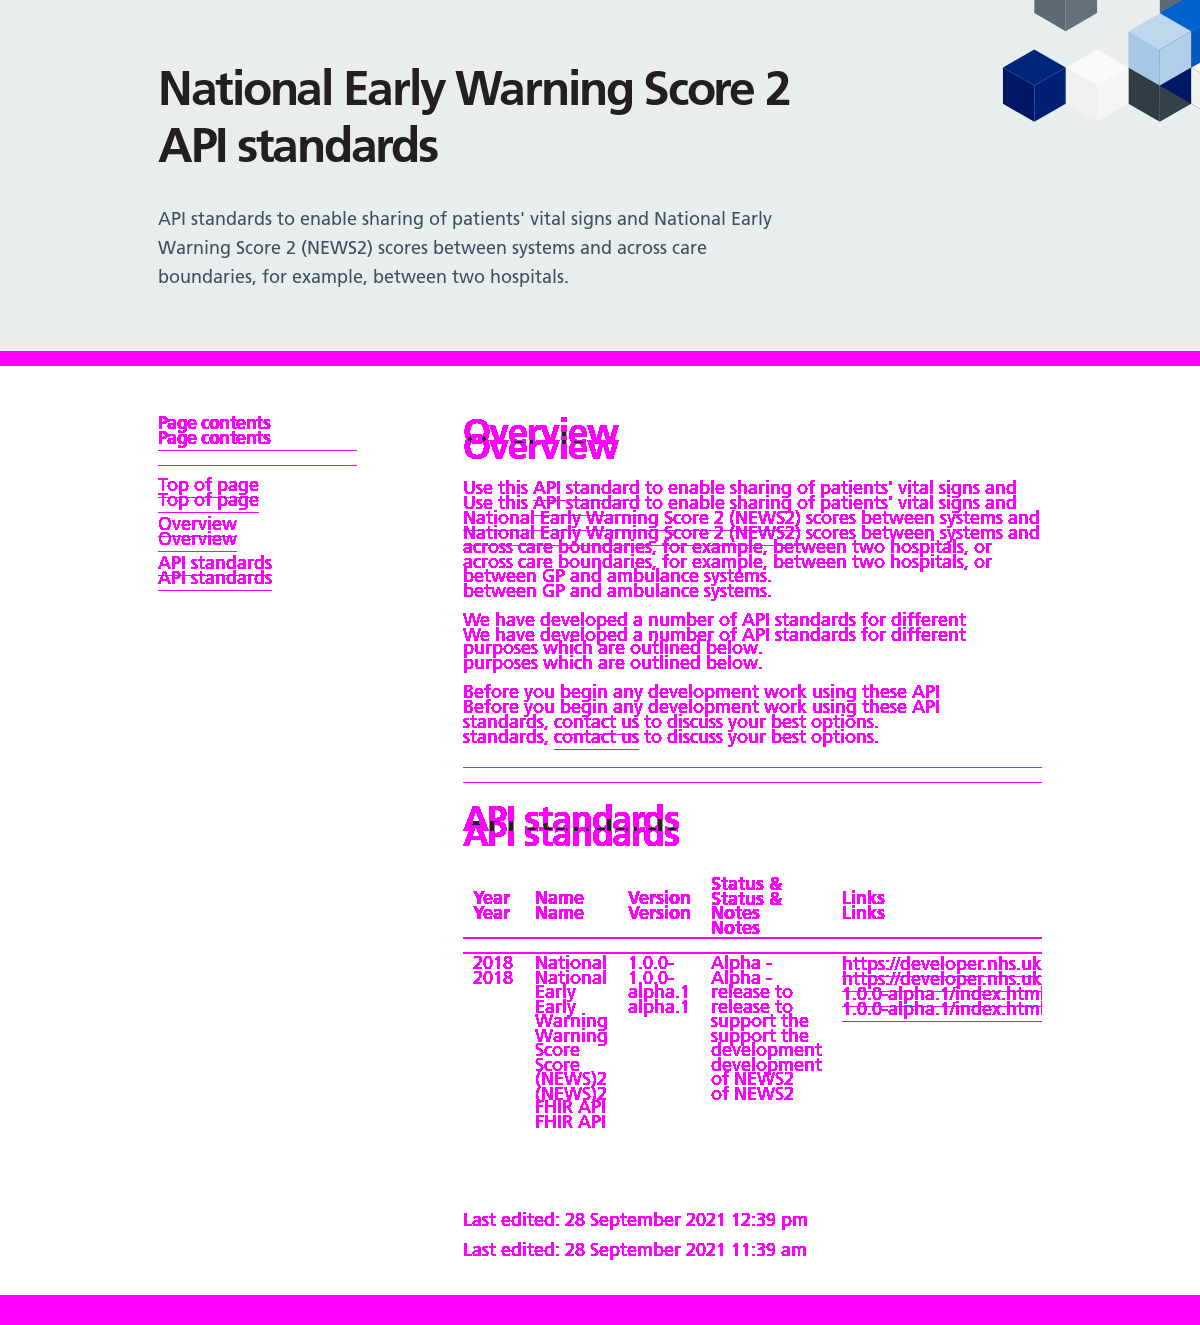 National Early Warning Score 2
API standards
API standards to enable sharing of patients' vital signs and National Early
Warning Score 2 (NEWS2) scores between systems and across care
boundaries, for example, between two hospitals.
Page contents
Page contents
Top of page
Top of page
Overview
Overview
API standards
API standards
Overview
Overview
Use this API standard to enable sharing of patients' vital signs and
Use this API standard to enable sharing of patients' vital signs and
National Early Warning Score 2 (NEWS2) scores between systems and
National Early Warning Score 2 (NEWS2) scores between systems and
across care boundaries, for example, between two hospitals, or
across care boundaries, for example, between two hospitals, or
between GP and ambulance systems.
between GP and ambulance systems.
We have developed a number of API standards for different
We have developed a number of API standards for different
purposes which are outlined below.
purposes which are outlined below.
Before you begin any development work using these API
Before you begin any development work using these API
standards, contact us to discuss your best options.
standards, contact us to discuss your best options.
API standards
API standards
Status &
Year Name Version Status & Links
Year Name Version Notes Links
Notes
2018 National 1.0.0- Alpha - https://developer.nhs.uk
2018 National 1.0.0- Alpha - https://developer.nhs.uk
Early alpha.1 release to 1.0.0-alpha.1/index.html
Early alpha.1 release to 1.0.0-alpha.1/index.html
Warning support the
Warning support the
Score development
Score development
(NEWS)2 of NEWS2
(NEWS)2 of NEWS2
FHIR API
FHIR API
Last edited: 28 September 2021 12:39 pm
Last edited: 28 September 2021 11:39 am